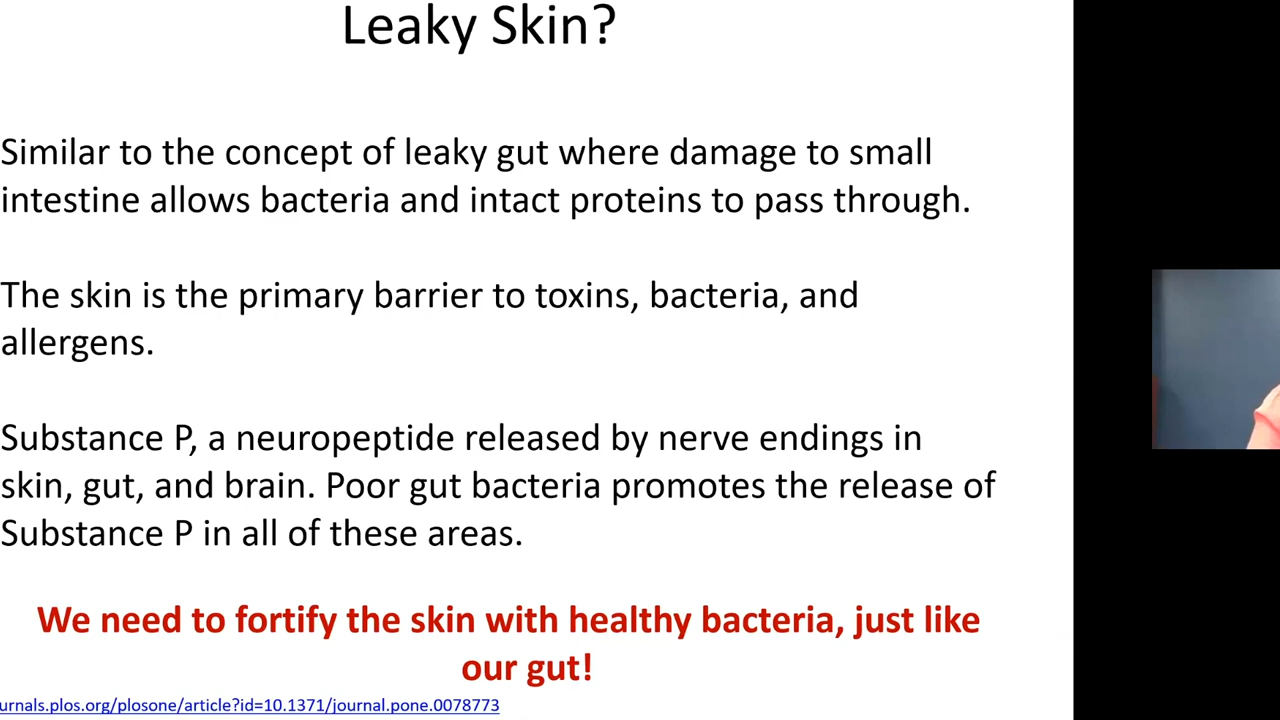 Leaky Skin?
Similar to the concept of leaky gut where damage to small
intestine allows bacteria and intact proteins to pass through.
The skin is the primary barrier to toxins, bacteria, and
allergens.
Substance P, a neuropeptide released by nerve endings in
skin, gut, and brain. Poor gut bacteria promotes the release of
Substance P in all of these areas.
We need to fortify the skin with healthy bacteria, just like
our gut!
urnals.plos.org/plosone/article?id=10.1371/journal.pone.0078773